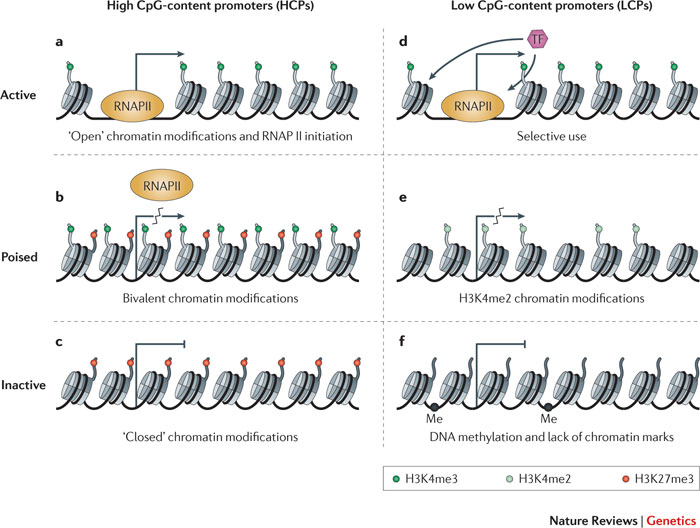 High CpG-content promoters (HCPs)
Low CpG-content promoters (LCPs)
Active
a
RNAPII
'Open' chromatin modifications and RNAP II initiation
d
TF
RNAPII
Selective use
Poised
b
RNAPII
Bivalent chromatin modifications
e
H3K4me2 chromatin modifications
Inactive
c
'Closed' chromatin modifications
f
Me
Me
DNA methylation and lack of chromatin marks
H3K4me3
H3K4me2
H3K27me3
Nature Reviews | Genetics